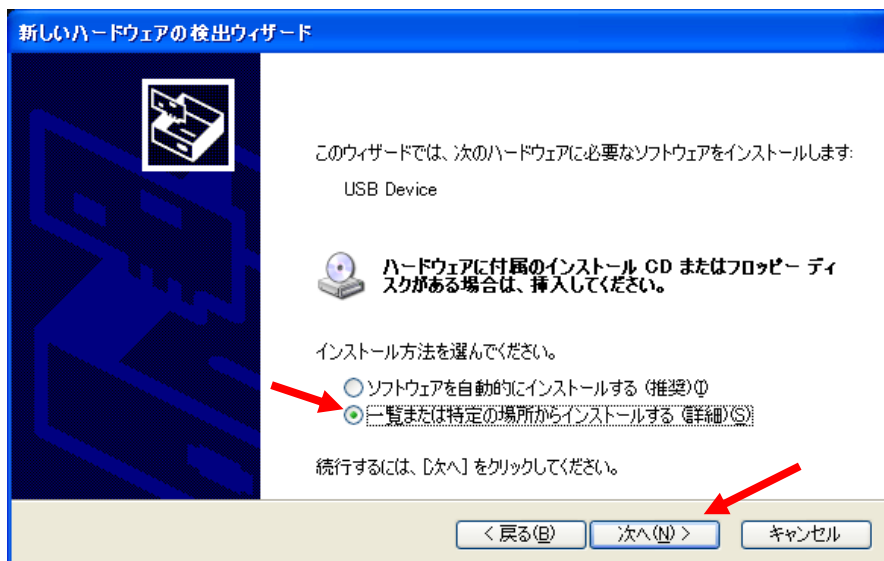 新しいハードウェアの検出ウィザード
このウィザードでは、次のハードウェアに必要なソフトウェアをインストールします:
USB Device
ハードウェアに付属のインストール CD またはフロッピー ディ
スクがある場合は、挿入してください。
インストール方法を選んでください。
ソフトウェアを自動的にインストールする (推奨)(I)
一覧または特定の場所からインストールする (詳細)(S)
続行するには、[次へ] をクリックしてください。
< 戻る(B) 次へ(N) > キャンセル